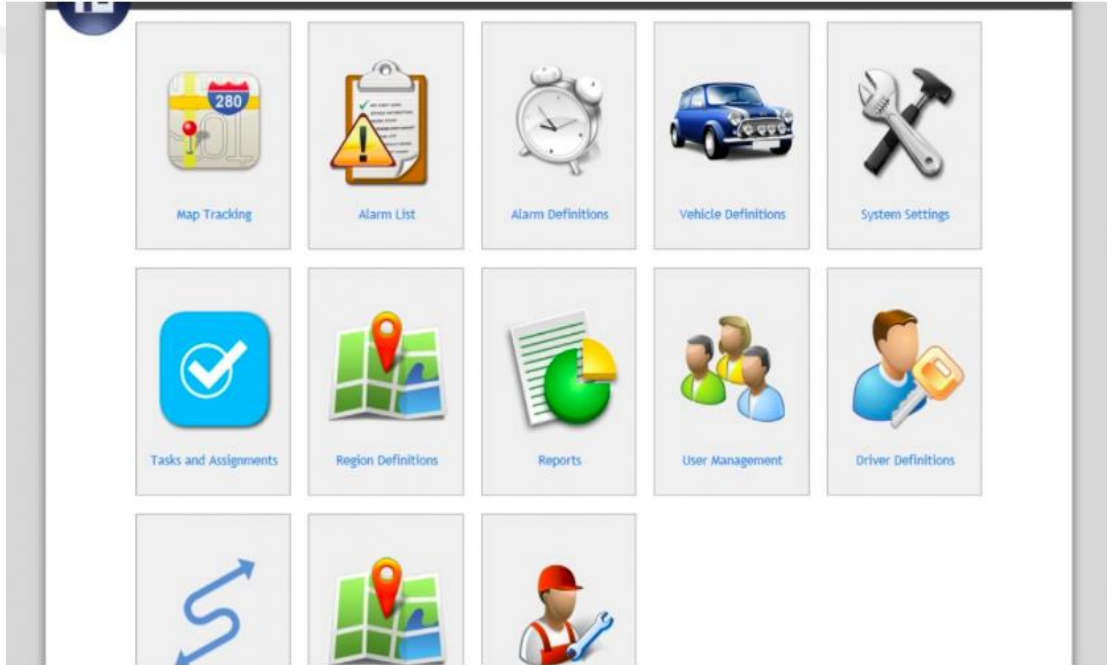 280
Map Tracking
Alarm List
Alarm Definitions
Vehicle Definitions
System Settings
Tasks and Assignments
Region Definitions
Reports
User Management
Driver Definitions